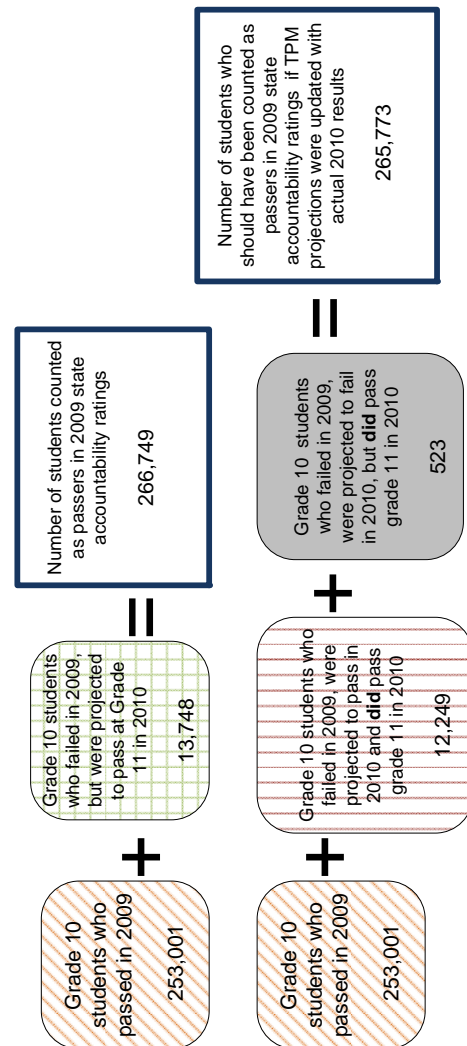 Grade 10
students who
passed in 2009
253,001
+
Grade 10 students
who failed in 2009,
but were projected
to pass at Grade
11 in 2010
13,748
=
Number of students counted
as passers in 2009 state
accountability ratings
266,749
Grade 10
students who
passed in 2009
253,001
+
Grade 10 students who
failed in 2009, were
projected to pass in
2010 and did pass
grade 11 in 2010
12,249
+
Grade 10 students
who failed in 2009,
were projected to fail
in 2010, but did pass
grade 11 in 2010
523
=
Number of students who
should have been counted as
passers in 2009 state
accountability ratings if TPM
projections were updated with
actual 2010 results
265,773